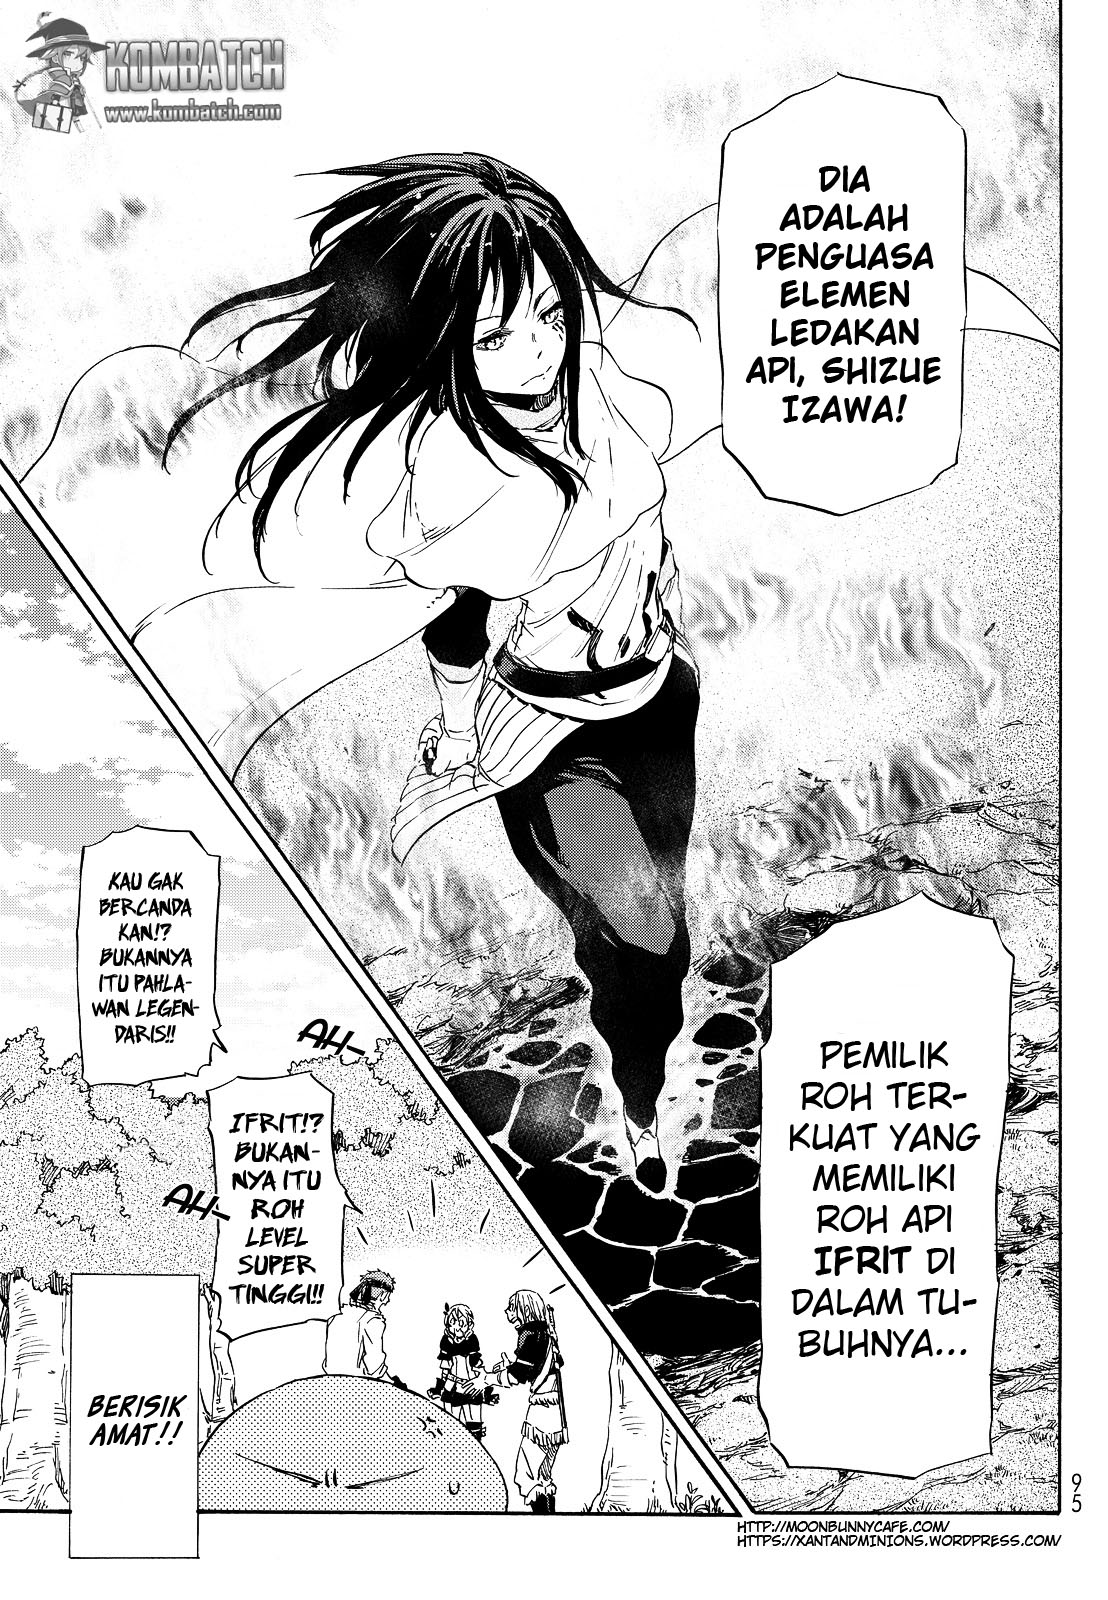 KOMBATCH
www.kombatch.com
DIA
ADALAH
PENGUASA
ELEMEN
LEDAKAN
API, SHIZUE
IZAWA!
PEMILIK
ROH TER-
KUAT YANG
MEMILIKI
ROH API
IFRIT DI
DALAM TU-
BUHNYA...
KAU GAK
BERCANDA
KAN!?
BUKANNYA
ITU PAHLA-
WAN LEGEN-
DARIS!!
AH-
IFRIT!?
BUKAN-
NYA ITU
ROH
LEVEL
SUPER
TINGGI!!
AH-
BERISIK
AMAT!!
95
HTTP://MOONBUNNYCAFE.COM/
HTTPS://XANTANDMINIONS.WORDPRESS.COM/